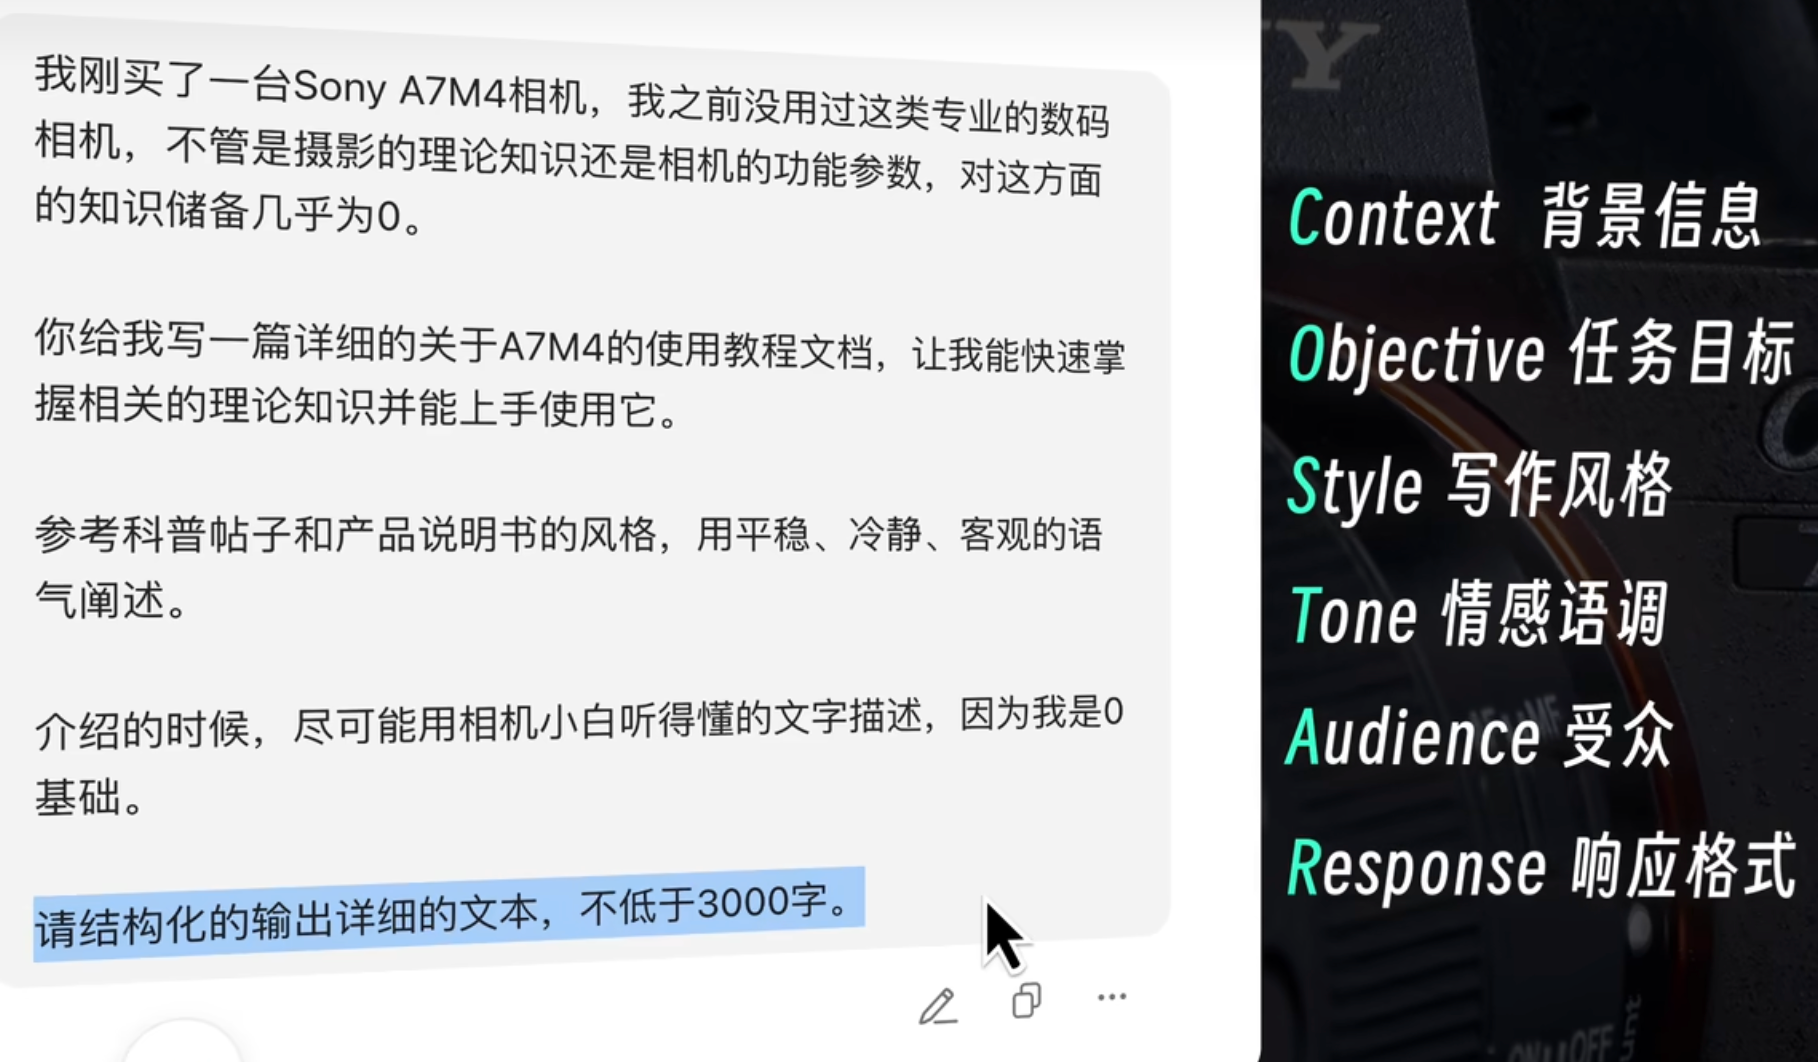 我刚买了一台Sony A7M4相机，我之前没用过这类专业的数码
相机，不管是摄影的理论知识还是相机的功能参数，对这方面
的知识储备几乎为0。
你给我写一篇详细的关于A7M4的使用教程文档，让我能快速掌
握相关的理论知识并能上手使用它。
参考科普帖子和产品说明书的风格，用平稳、冷静、客观的语
气阐述。
介绍的时候，尽可能用相机小白听得懂的文字描述，因为我是0
基础。
请结构化的输出详细的文本，不低于3000字。
Context 背景信息
Objective 任务目标
Style 写作风格
Tone 情感语调
Audience 受众
Response 响应格式